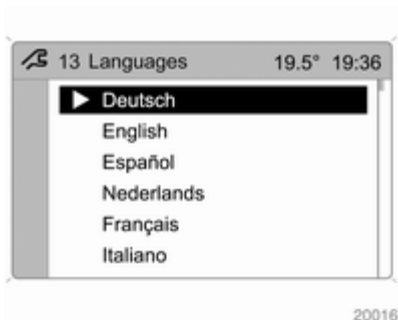 13 Languages 19.5° 19:36
Deutsch
English
Español
Nederlands
Français
Italiano
20016